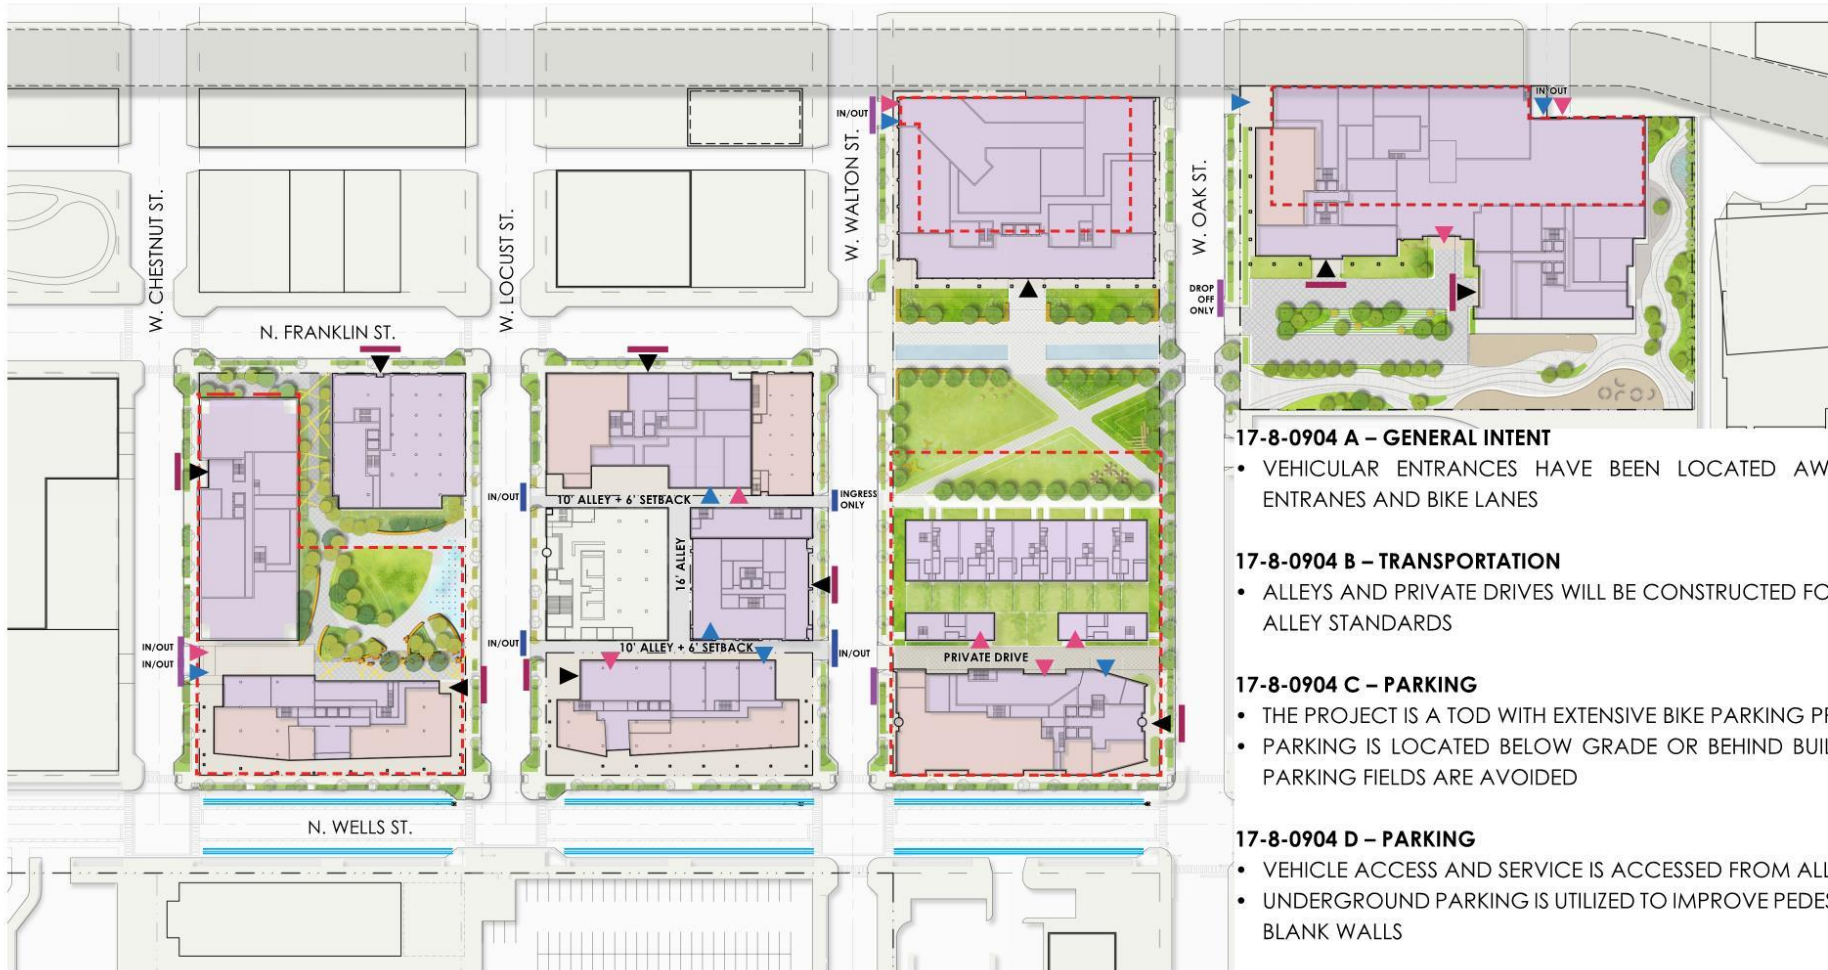 IN/OUT
IN/OUT
W. CHESTNUT ST.
W. LOCUST ST.
W. WALTON ST.
W. OAK ST.
DROP
OFF
ONLY
N. FRANKLIN ST.
IN/OUT
10' ALLEY + 6' SETBACK
INGRESS
ONLY
16' ALLEY
IN/OUT
IN/OUT
IN/OUT
10' ALLEY + 6' SETBACK
IN/OUT
PRIVATE DRIVE
N. WELLS ST.
17-8-0904 A – GENERAL INTENT
• VEHICULAR ENTRANCES HAVE BEEN LOCATED AW
ENTRANES AND BIKE LANES
17-8-0904 B – TRANSPORTATION
• ALLEYS AND PRIVATE DRIVES WILL BE CONSTRUCTED FO
ALLEY STANDARDS
17-8-0904 C – PARKING
• THE PROJECT IS A TOD WITH EXTENSIVE BIKE PARKING PR
• PARKING IS LOCATED BELOW GRADE OR BEHIND BUIL
PARKING FIELDS ARE AVOIDED
17-8-0904 D – PARKING
• VEHICLE ACCESS AND SERVICE IS ACCESSED FROM ALL
• UNDERGROUND PARKING IS UTILIZED TO IMPROVE PEDES
BLANK WALLS